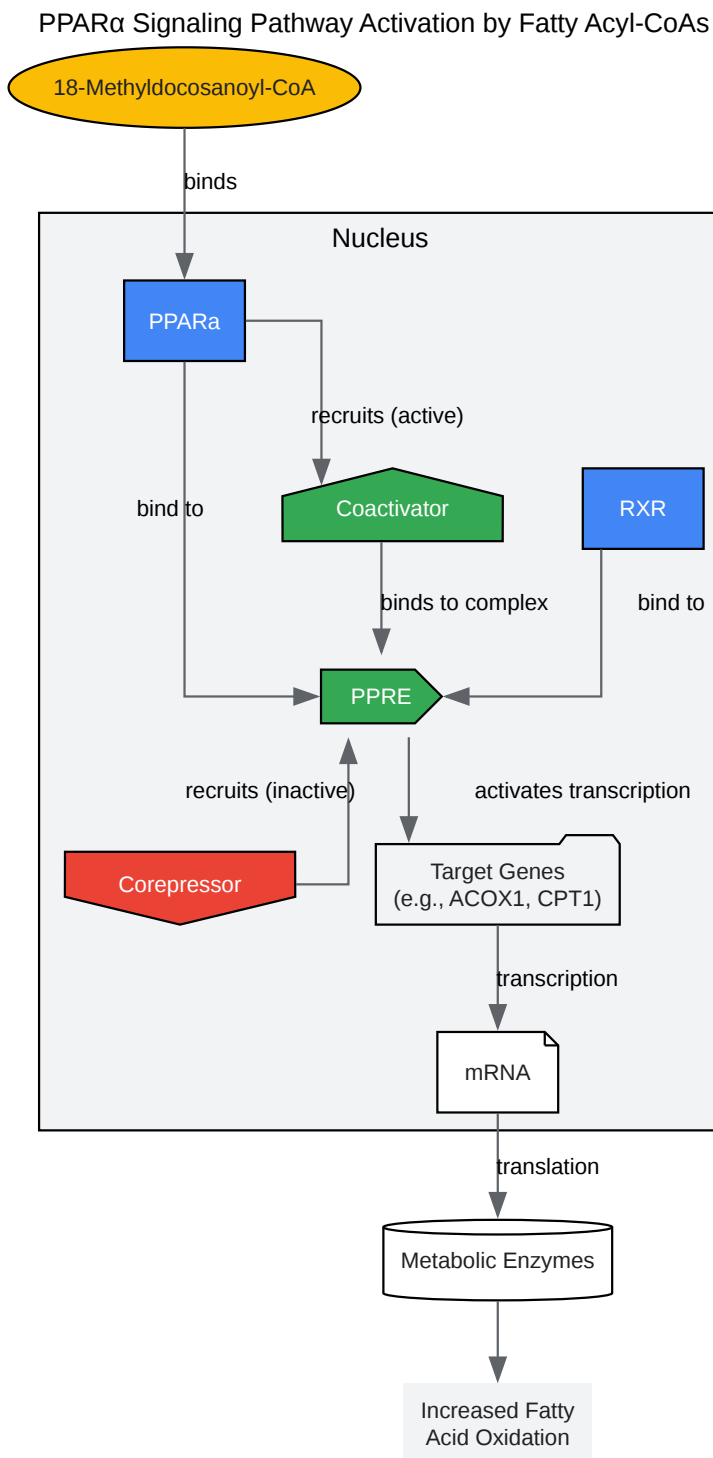 PPARα Signaling Pathway Activation by Fatty Acyl-CoAs
18-Methyldocosanoyl-CoA
binds
Nucleus
PPARa
recruits (active)
bind to
Coactivator
RXR
binds to complex
bind to
PPRE
recruits (inactive)
activates transcription
Corepressor
Target Genes
(e.g., ACOX1, CPT1)
transcription
mRNA
translation
Metabolic Enzymes
Increased Fatty
Acid Oxidation